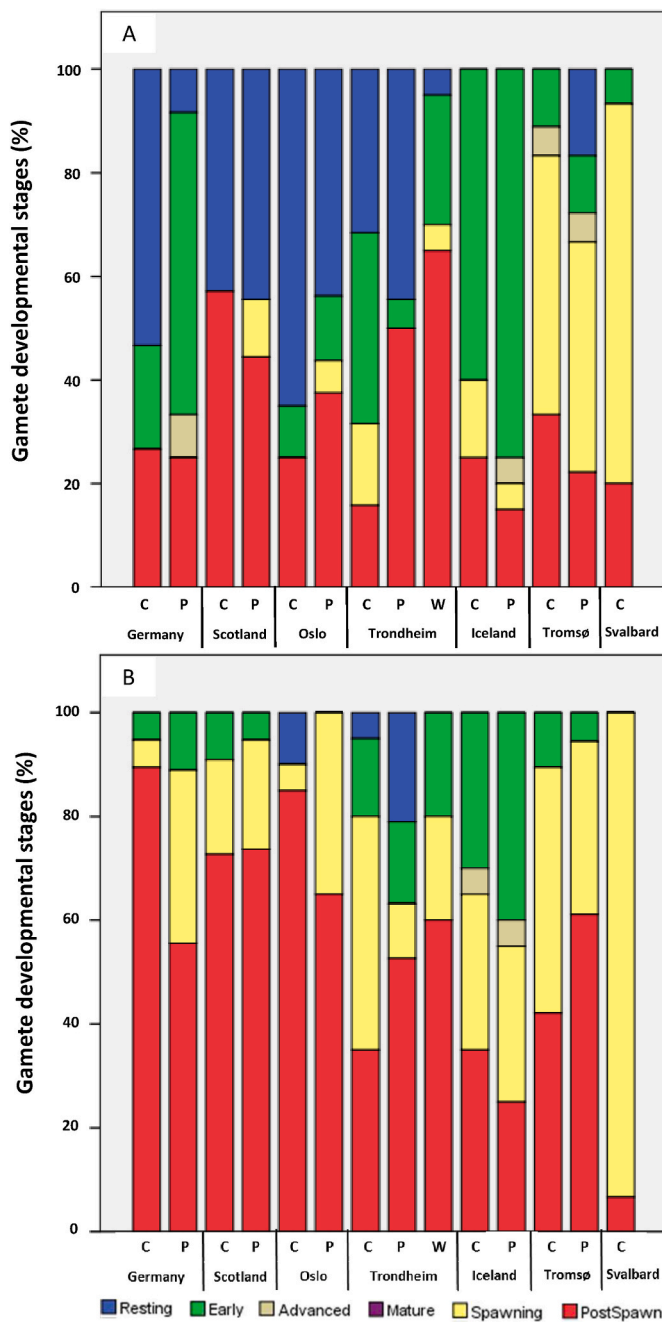 A
Gamete developmental stages (%)
100
80
60
40
20
0
C P C P C P C P W C P C P C
Germany Scotland Oslo Trondheim Iceland Tromsø Svalbard
B
Gamete developmental stages (%)
100
80
60
40
20
0
C P C P C P C P W C P C P C
Germany Scotland Oslo Trondheim Iceland Tromsø Svalbard
Resting Early Advanced Mature Spawning PostSpawn